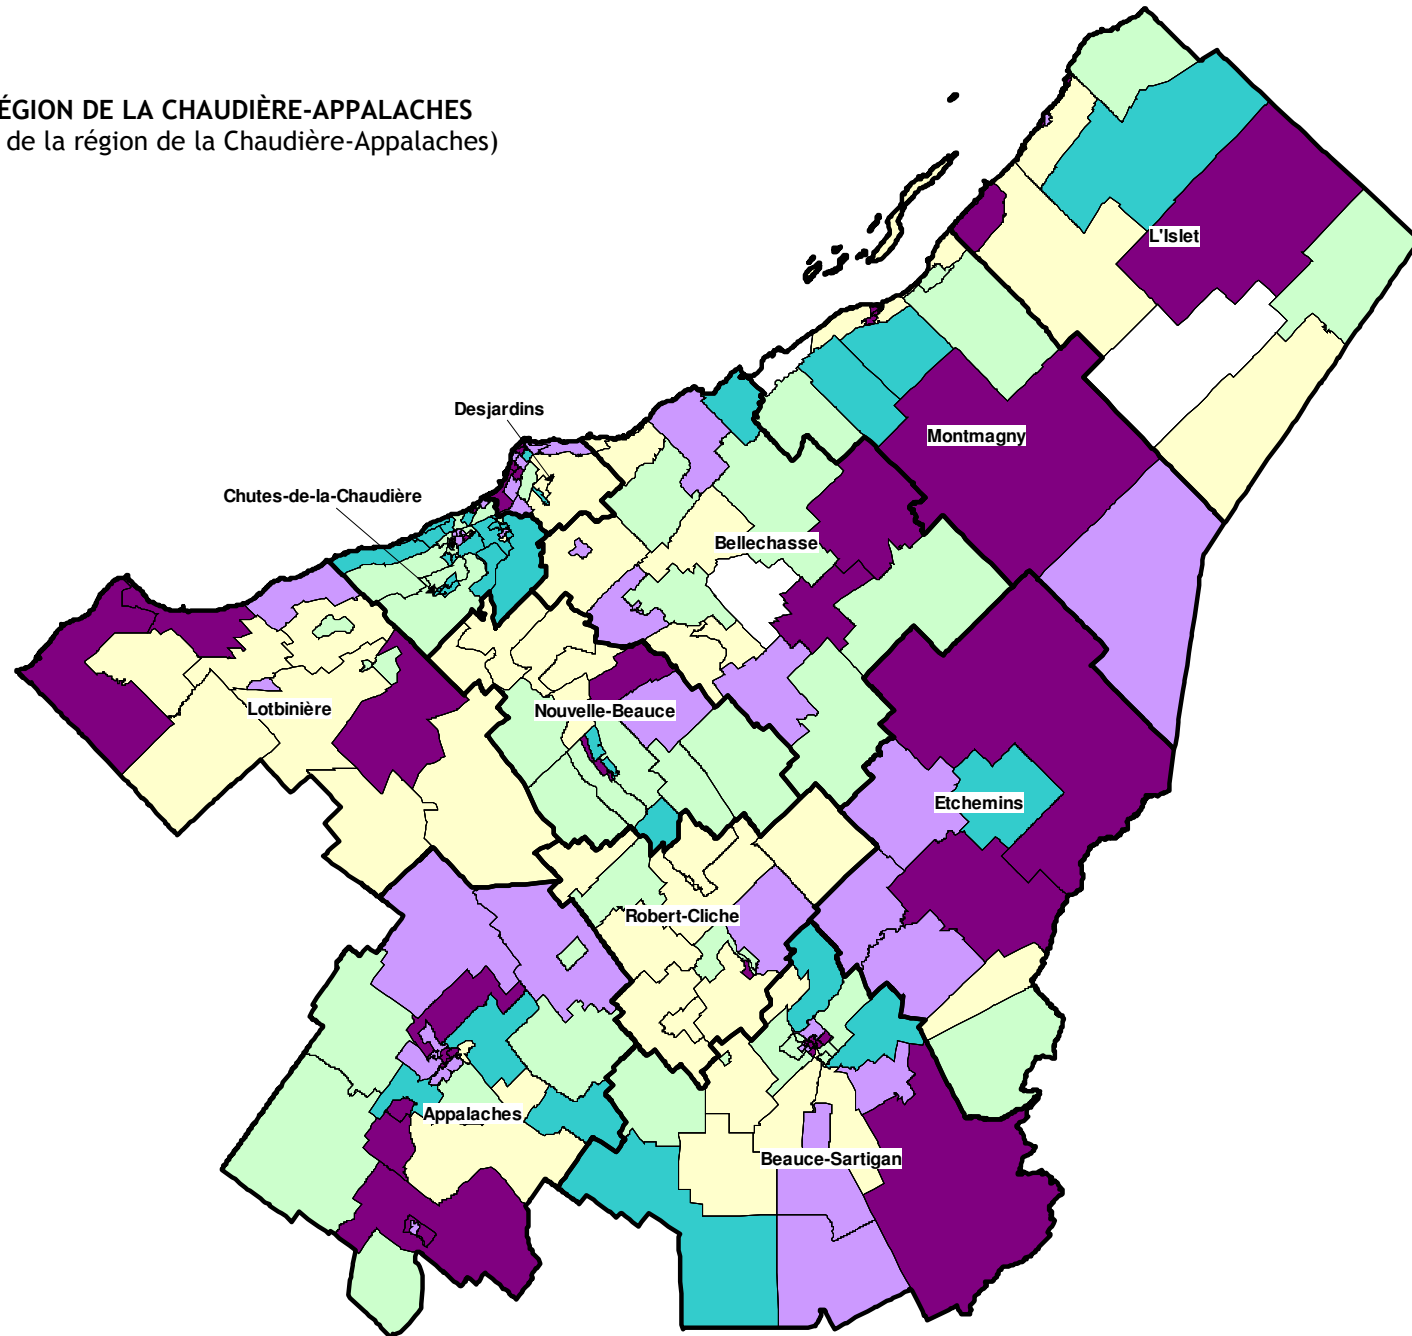 ÉGION DE LA CHAUDIÈRE-APPALACHES
de la région de la Chaudière-Appalaches)
L'Islet
Desjardins
Montmagny
Chutes-de-la-Chaudière
Bellechasse
Lotbinière
Nouvelle-Beauce
Etchemins
Robert-Cliche
Appalaches
Beauce-Sartigan